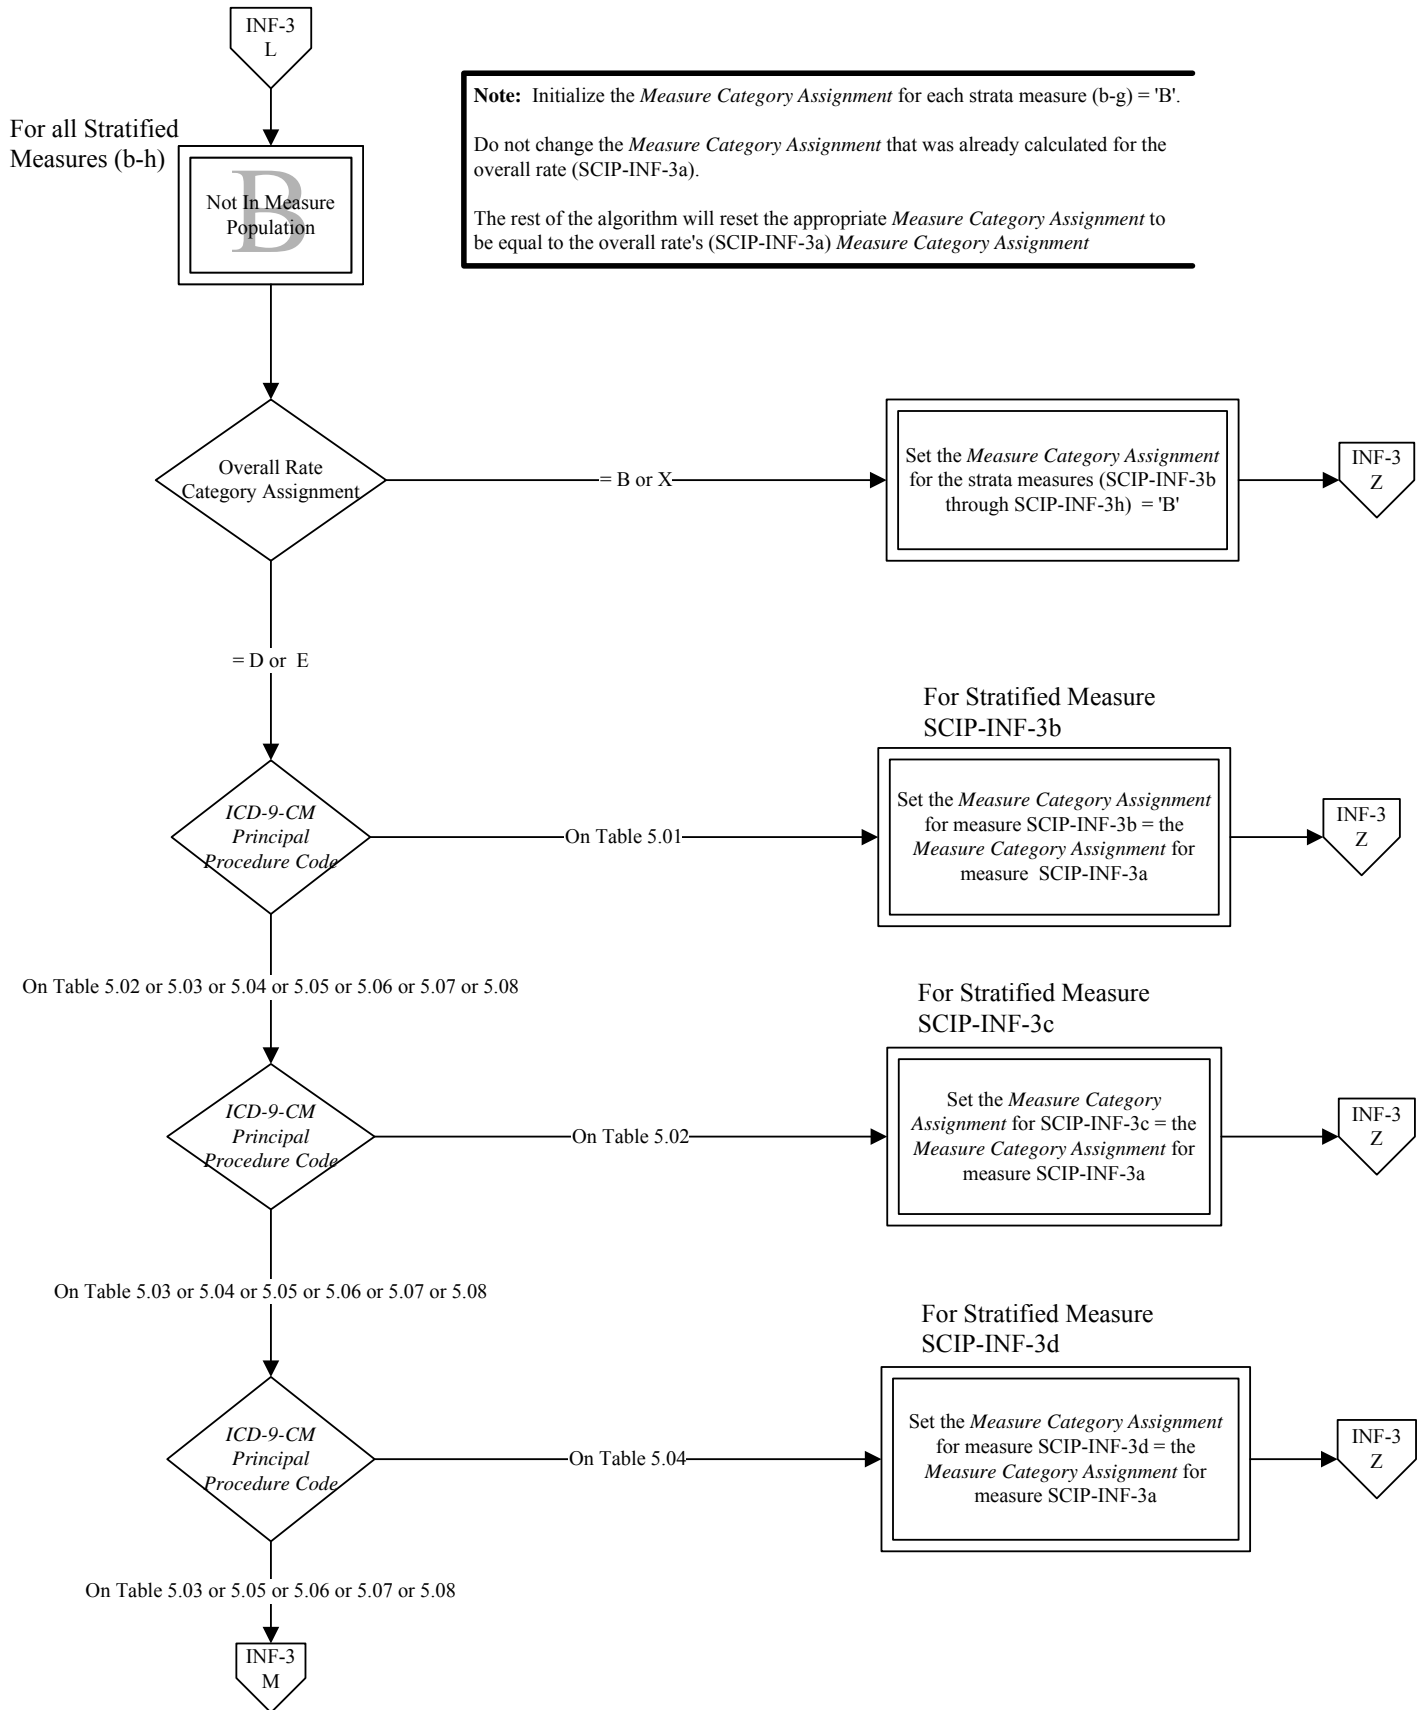 INF-3
L
For all Stratified
Measures (b-h)
B
Not In Measure
Population
Note: Initialize the Measure Category Assignment for each strata measure (b-g) = 'B'.
Do not change the Measure Category Assignment that was already calculated for the
overall rate (SCIP-INF-3a).
The rest of the algorithm will reset the appropriate Measure Category Assignment to
be equal to the overall rate's (SCIP-INF-3a) Measure Category Assignment
Overall Rate
Category Assignment
= B or X
Set the Measure Category Assignment
for the strata measures (SCIP-INF-3b
through SCIP-INF-3h) = 'B'
INF-3
Z
= D or E
For Stratified Measure
SCIP-INF-3b
ICD-9-CM
Principal
Procedure Code
On Table 5.01
Set the Measure Category Assignment
for measure SCIP-INF-3b = the
Measure Category Assignment for
measure SCIP-INF-3a
INF-3
Z
On Table 5.02 or 5.03 or 5.04 or 5.05 or 5.06 or 5.07 or 5.08
For Stratified Measure
SCIP-INF-3c
ICD-9-CM
Principal
Procedure Code
On Table 5.02
Set the Measure Category
Assignment for SCIP-INF-3c = the
Measure Category Assignment for
measure SCIP-INF-3a
INF-3
Z
On Table 5.03 or 5.04 or 5.05 or 5.06 or 5.07 or 5.08
For Stratified Measure
SCIP-INF-3d
ICD-9-CM
Principal
Procedure Code
On Table 5.04
Set the Measure Category Assignment
for measure SCIP-INF-3d = the
Measure Category Assignment for
measure SCIP-INF-3a
INF-3
Z
On Table 5.03 or 5.05 or 5.06 or 5.07 or 5.08
INF-3
M